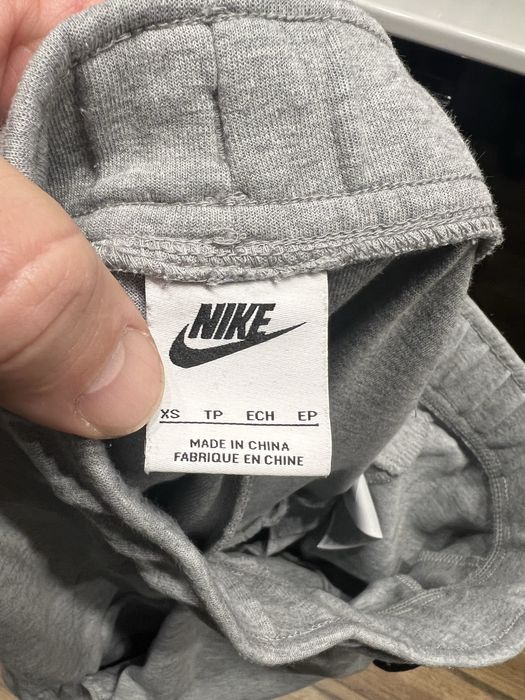 NIKE
XS TP ECH EP
MADE IN CHINA
FABRIQUE EN CHINE